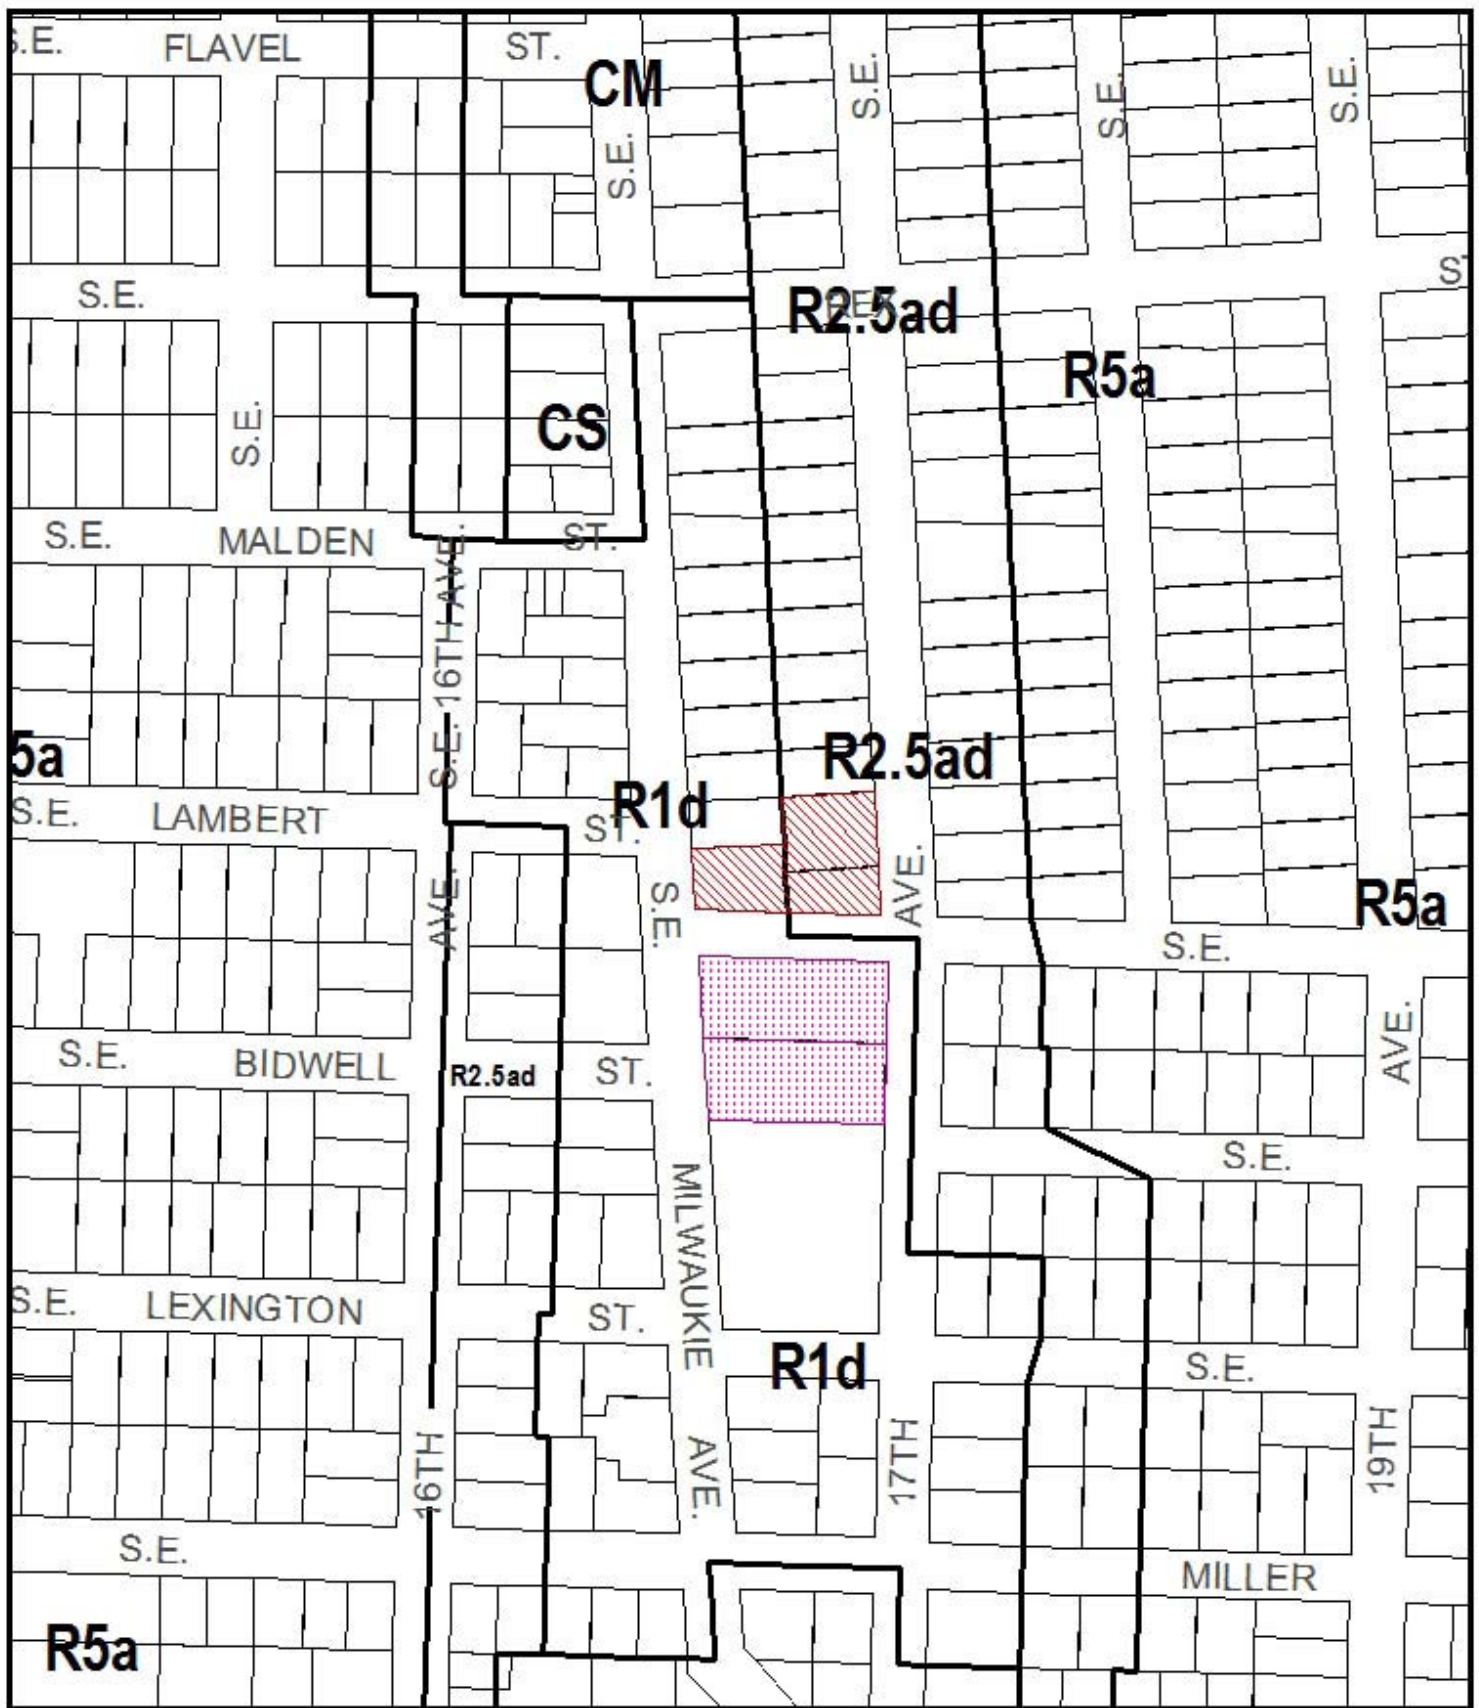 S.E. FLAVEL ST.
CM
S.E.
S.E.
S.E.
S.E.
S.E.
S.E.
REX
R2.5ad
R5a
S.E.
CS
S.E. MALDEN ST.
S.E. 16TH AVE.
5a
R2.5ad
R1d
S.E. LAMBERT ST.
AVE.
S.E.
AVE.
R5a
S.E.
S.E. BIDWELL ST.
R2.5ad
AVE.
S.E.
MILWAUKIE
S.E. LEXINGTON ST.
R1d
S.E.
16TH
AVE.
17TH
19TH
S.E. MILLER
R5a